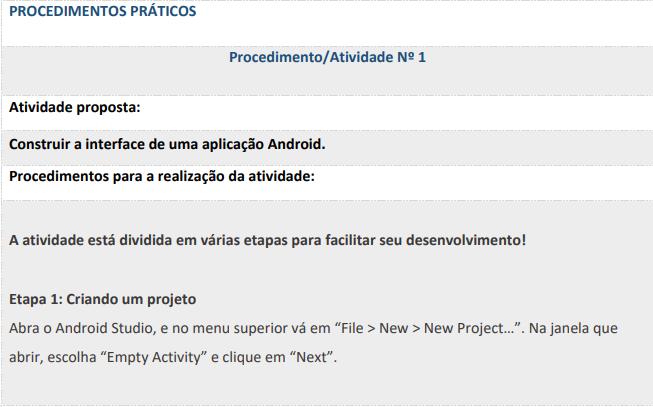 PROCEDIMENTOS PRÁTICOS
Procedimento/Atividade Nº 1
Atividade proposta:
Construir a interface de uma aplicação Android.
Procedimentos para a realização da atividade:
A atividade está dividida em várias etapas para facilitar seu desenvolvimento!
Etapa 1: Criando um projeto
Abra o Android Studio, e no menu superior vá em “File > New > New Project…”. Na janela que
abrir, escolha “Empty Activity” e clique em “Next”.